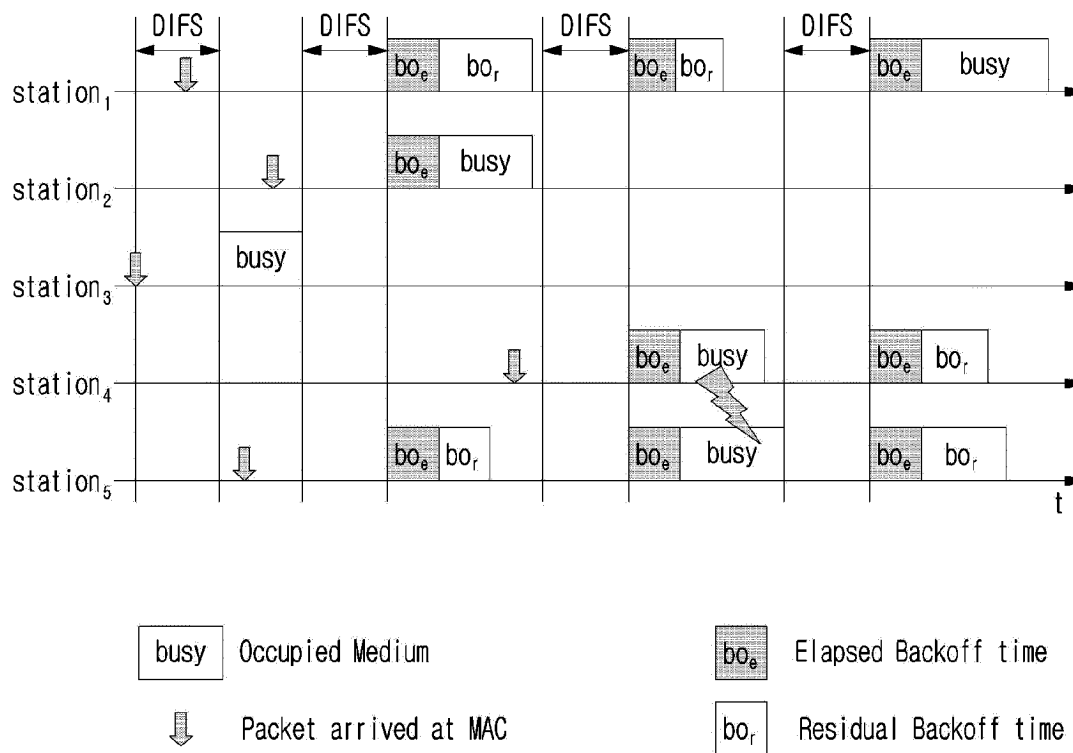 DIFS DIFS DIFS DIFS
station1 boe bor boe bor boe busy
station2 boe busy
station3 busy
station4 boe busy boe bor
station5 boe bor boe busy boe bor
t
busy Occupied Medium boe Elapsed Backoff time
Packet arrived at MAC bor Residual Backoff time